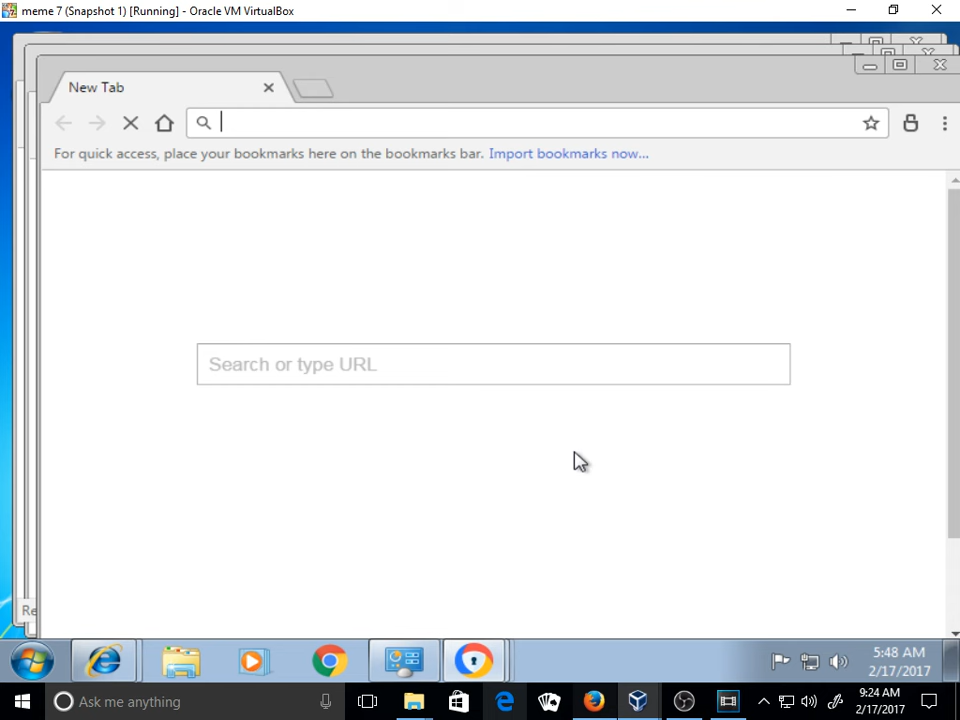 meme 7 (Snapshot 1) [Running] - Oracle VM VirtualBox
New Tab
For quick access, place your bookmarks here on the bookmarks bar. Import bookmarks now...
Search or type URL
Re
5:48 AM
2/17/2017
Ask me anything
9:24 AM
2/17/2017